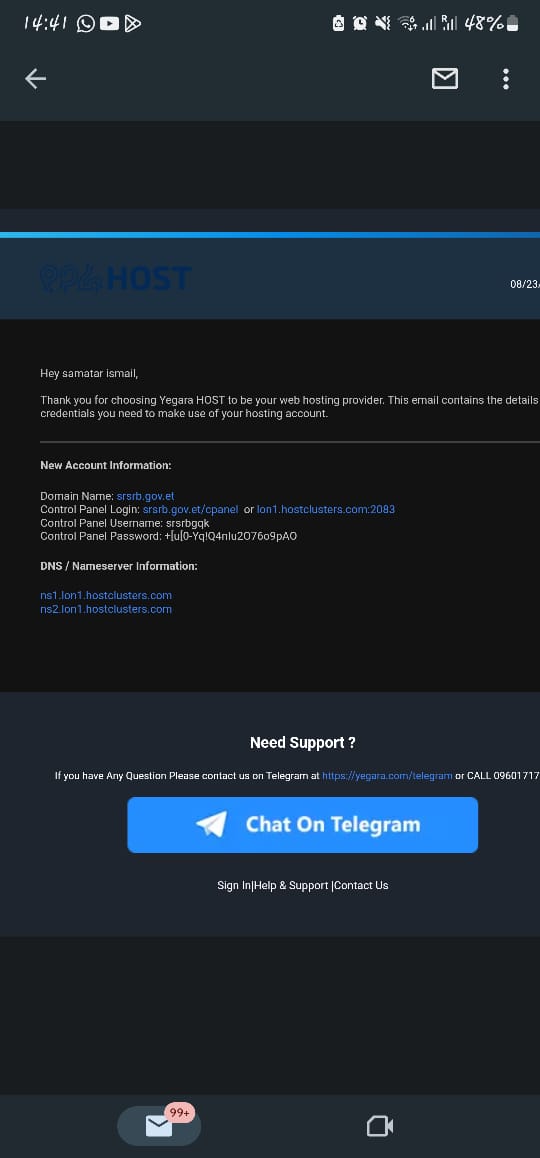 14:41
48%
HOST
08/23/
Hey samatar ismail,
Thank you for choosing Yegara HOST to be your web hosting provider. This email contains the details
credentials you need to make use of your hosting account.
New Account Information:
Domain Name: srsrb.gov.et
Control Panel Login: srsrb.gov.et/cpanel or lon1.hostclusters.com:2083
Control Panel Username: srsrbgqk
Control Panel Password:
DNS / Nameserver Information:
ns1.lon1.hostclusters.com
ns2.lon1.hostclusters.com
Need Support ?
If you have Any Question Please contact us on Telegram at https://yegara.com/telegram or CALL 09601717
Chat On Telegram
Sign In|Help & Support |Contact Us
99+